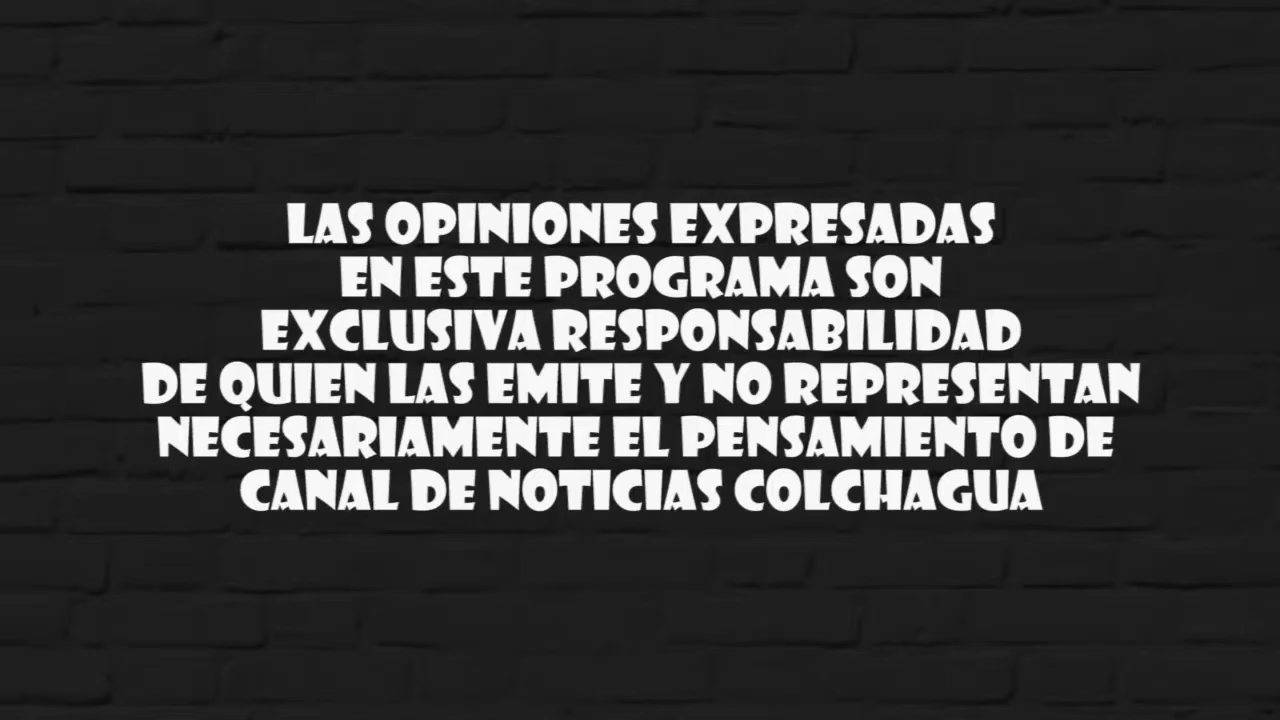 LAS OPINIONES EXPRESADAS
EN ESTE PROGRAMA SON
EXCLUSIVA RESPONSABILIDAD
DE QUIEN LAS EMITE Y NO REPRESENTAN
NECESARIAMENTE EL PENSAMIENTO DE
CANAL DE NOTICIAS COLCHAGUA